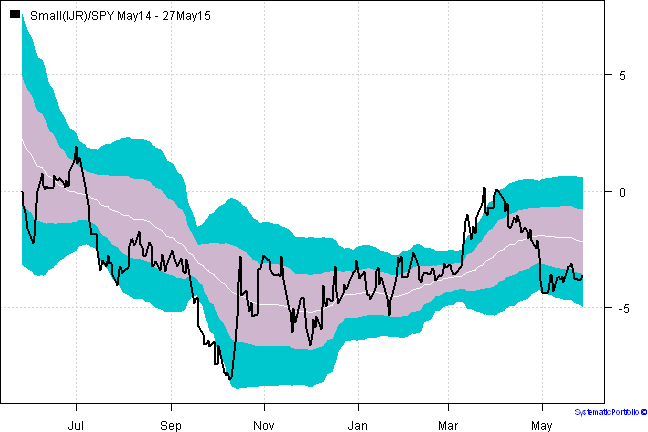 Small(IJR)/SPY May14 - 27May15
5
0
-5
Jul Sep Nov Jan Mar May
SystematicPortfolio ©